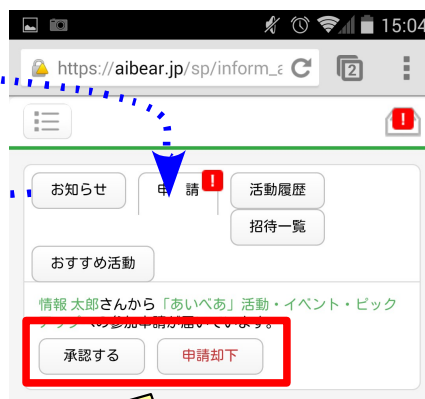 15:04
https://aibear.jp/sp/inform_a
2
!
お知らせ
申 請
!
活動履歴
招待一覧
おすすめ活動
情報 太郎さんから「あいべあ」活動・イベント・ピック
への参加申請が届いています。
承認する
申請却下